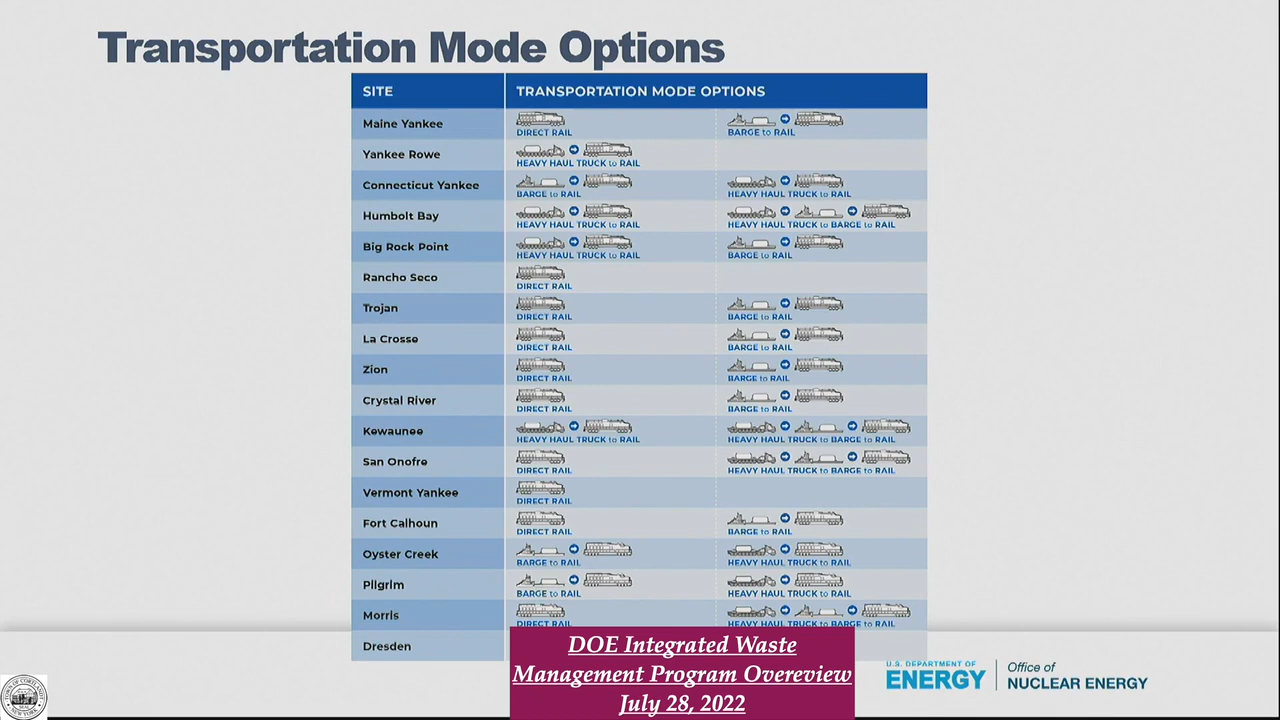 Transportation Mode Options
SITE TRANSPORTATION MODE OPTIONS
Maine Yankee DIRECT RAIL BARGE to RAIL
Yankee Rowe HEAVY HAUL TRUCK to RAIL
Connecticut Yankee BARGE to RAIL HEAVY HAUL TRUCK to RAIL
Humbolt Bay HEAVY HAUL TRUCK to RAIL HEAVY HAUL TRUCK to BARGE to RAIL
Big Rock Point HEAVY HAUL TRUCK to RAIL BARGE to RAIL
Rancho Seco DIRECT RAIL
Trojan DIRECT RAIL BARGE to RAIL
La Crosse DIRECT RAIL BARGE to RAIL
Zion DIRECT RAIL BARGE to RAIL
Crystal River DIRECT RAIL BARGE to RAIL
Kewaunee HEAVY HAUL TRUCK to RAIL HEAVY HAUL TRUCK to BARGE to RAIL
San Onofre DIRECT RAIL HEAVY HAUL TRUCK to BARGE to RAIL
Vermont Yankee DIRECT RAIL
Fort Calhoun DIRECT RAIL BARGE to RAIL
Oyster Creek BARGE to RAIL HEAVY HAUL TRUCK to RAIL
Pilgrim BARGE to RAIL HEAVY HAUL TRUCK to RAIL
Morris DIRECT RAIL HEAVY HAUL TRUCK to BARGE to RAIL
Dresden
DOE Integrated Waste
Management Program Overeview
July 28, 2022
U.S. DEPARTMENT OF
ENERGY
Office of
NUCLEAR ENERGY